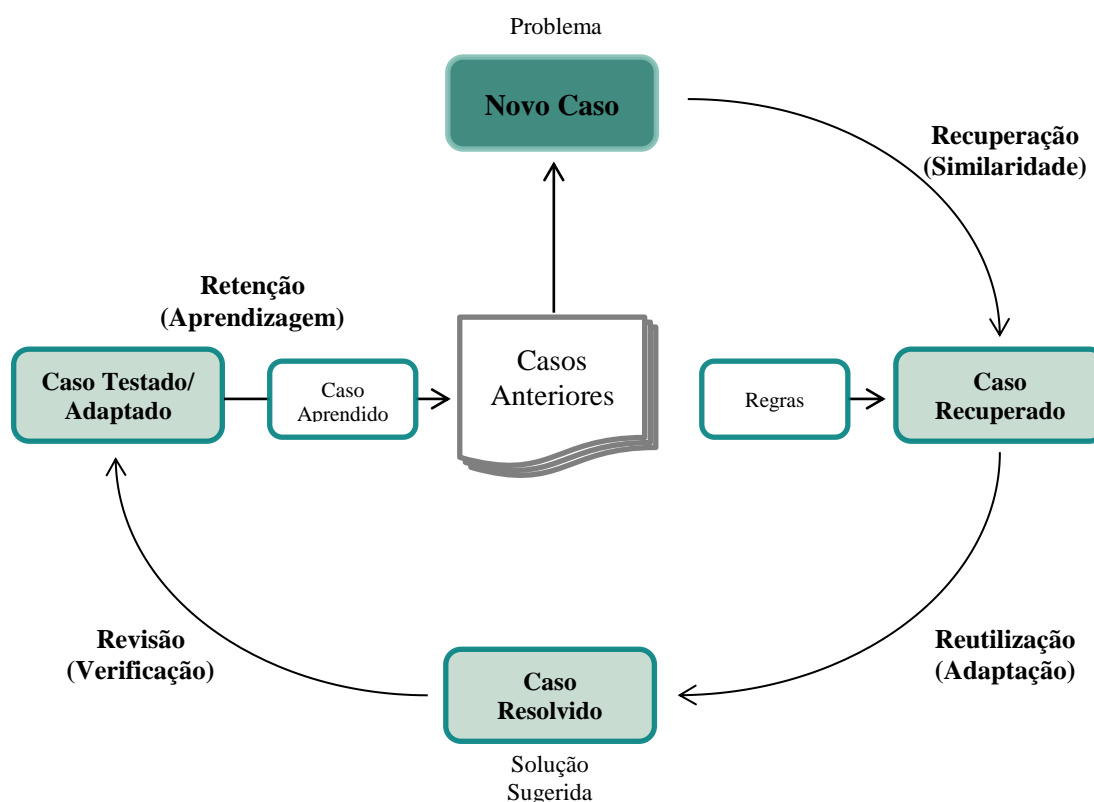 Problema
Novo Caso
Recuperação
(Similaridade)
Retenção
(Aprendizagem)
Caso Testado/
Adaptado
Caso
Aprendido
Casos
Anteriores
Regras
Caso
Recuperado
Revisão
(Verificação)
Reutilização
(Adaptação)
Caso
Resolvido
Solução
Sugerida